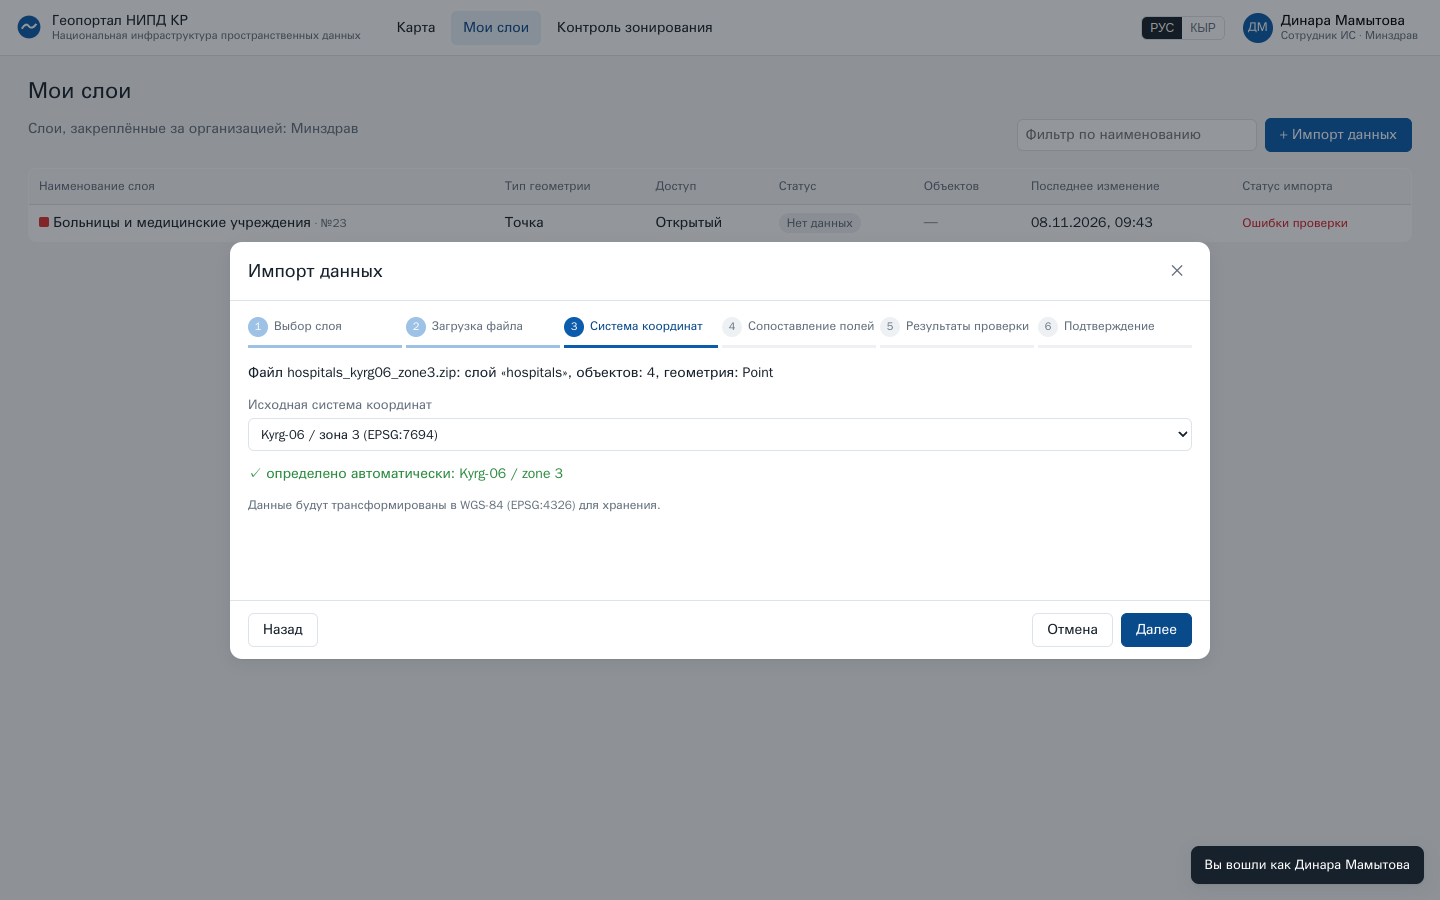 Геопортал НИПД КР
Национальная инфраструктура пространственных данных
Карта
Мои слои
Контроль зонирования
РУС
КЫР
ДМ
Динара Мамытова
Сотрудник ИС · Минздрав
Мои слои
Слои, закреплённые за организацией: Минздрав
Фильтр по наименованию
+ Импорт данных
Наименование слоя
Тип геометрии
Доступ
Статус
Объектов
Последнее изменение
Статус импорта
Больницы и медицинские учреждения · №23
Точка
Открытый
Нет данных
—
08.11.2026, 09:43
Ошибки проверки
Импорт данных
1 Выбор слоя
2 Загрузка файла
3 Система координат
4 Сопоставление полей
5 Результаты проверки
6 Подтверждение
Файл hospitals_kyrg06_zone3.zip: слой «hospitals», объектов: 4, геометрия: Point
Исходная система координат
Kyrg-06 / зона 3 (EPSG:7694)
✓ определено автоматически: Kyrg-06 / zone 3
Данные будут трансформированы в WGS-84 (EPSG:4326) для хранения.
Назад
Отмена
Далее
Вы вошли как Динара Мамытова